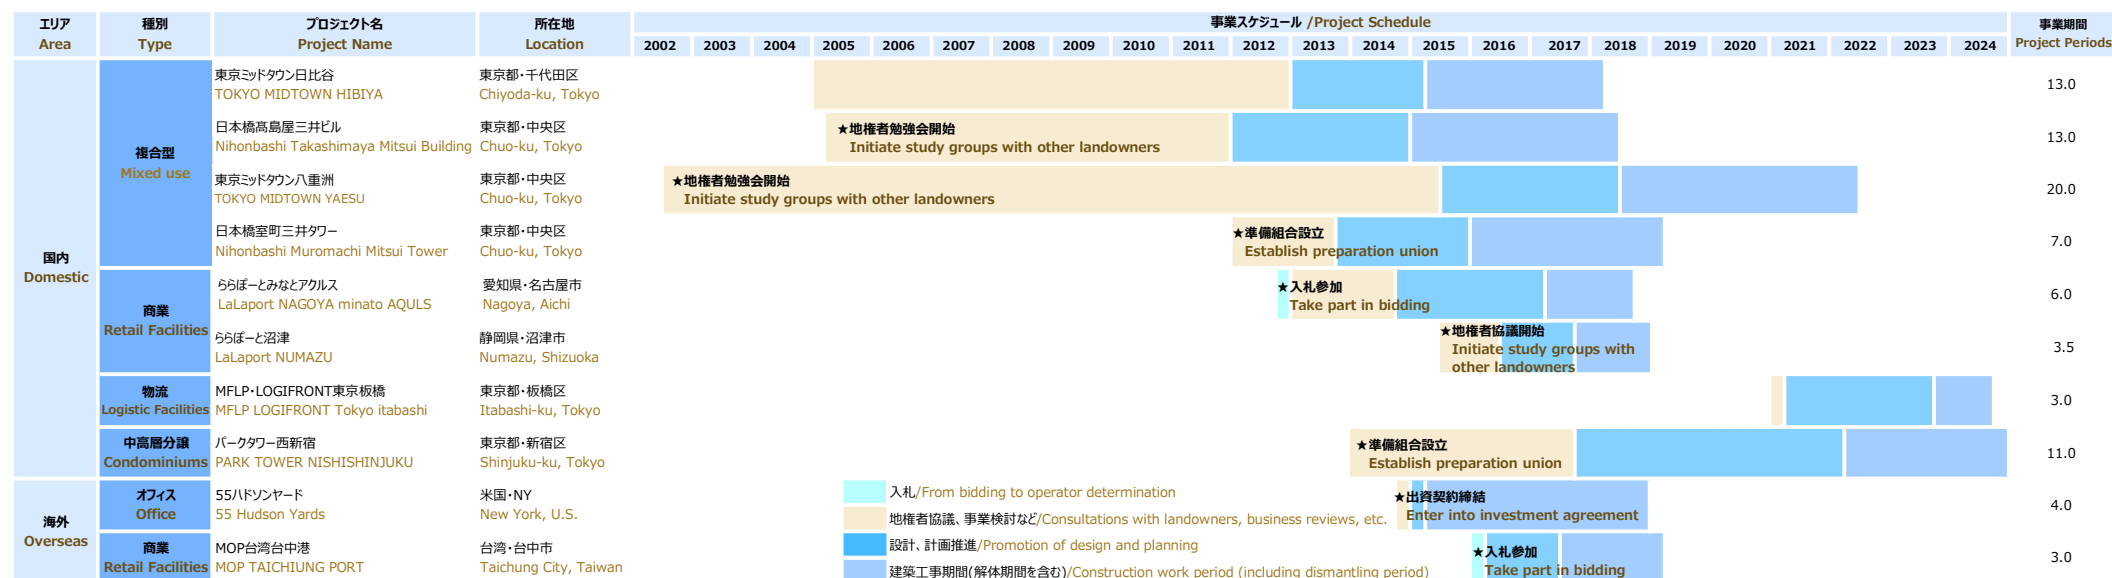 エリア 種別 プロジェクト名 所在地 事業スケジュール /Project Schedule 事業期間
Area Type Project Name Location 2002 2003 2004 2005 2006 2007 2008 2009 2010 2011 2012 2013 2014 2015 2016 2017 2018 2019 2020 2021 2022 2023 2024 Project Periods
国内
Domestic
複合型
Mixed use
東京ミッドタウン日比谷 東京都・千代田区
TOKYO MIDTOWN HIBIYA Chiyoda-ku, Tokyo 13.0
日本橋髙島屋三井ビル 東京都・中央区 ★地権者勉強会開始
Nihonbashi Takashimaya Mitsui Building Chuo-ku, Tokyo Initiate study groups with other landowners 13.0
東京ミッドタウン八重洲 東京都・中央区 ★地権者勉強会開始
TOKYO MIDTOWN YAESU Chuo-ku, Tokyo Initiate study groups with other landowners 20.0
日本橋室町三井タワー 東京都・中央区 ★準備組合設立
Nihonbashi Muromachi Mitsui Tower Chuo-ku, Tokyo Establish preparation union 7.0
商業
Retail Facilities
ららぽーとみなとアクルス 愛知県・名古屋市 ★入札参加
LaLaport NAGOYA minato AQULS Nagoya, Aichi Take part in bidding 6.0
ららぽーと沼津 静岡県・沼津市 ★地権者協議開始
LaLaport NUMAZU Numazu, Shizuoka Initiate study groups with
other landowners 3.5
物流
Logistic Facilities
MFLP・LOGIFRONT東京板橋 東京都・板橋区
MFLP LOGIFRONT Tokyo itabashi Itabashi-ku, Tokyo 3.0
中高層分譲 パークタワー西新宿 東京都・新宿区 ★準備組合設立
Condominiums PARK TOWER NISHISHINJUKU Shinjuku-ku, Tokyo Establish preparation union 11.0
海外
Overseas
オフィス 55ハドソンヤード 米国・NY ★出資契約締結
Office 55 Hudson Yards New York, U.S. Enter into investment agreement 4.0
商業 MOP台湾台中港 台湾・台中市 ★入札参加
Retail Facilities MOP TAICHIUNG PORT Taichung City, Taiwan Take part in bidding 3.0
入札/From bidding to operator determination
地権者協議、事業検討など/Consultations with landowners, business reviews, etc.
設計、計画推進/Promotion of design and planning
建築工事期間(解体期間を含む)/Construction work period (including dismantling period)